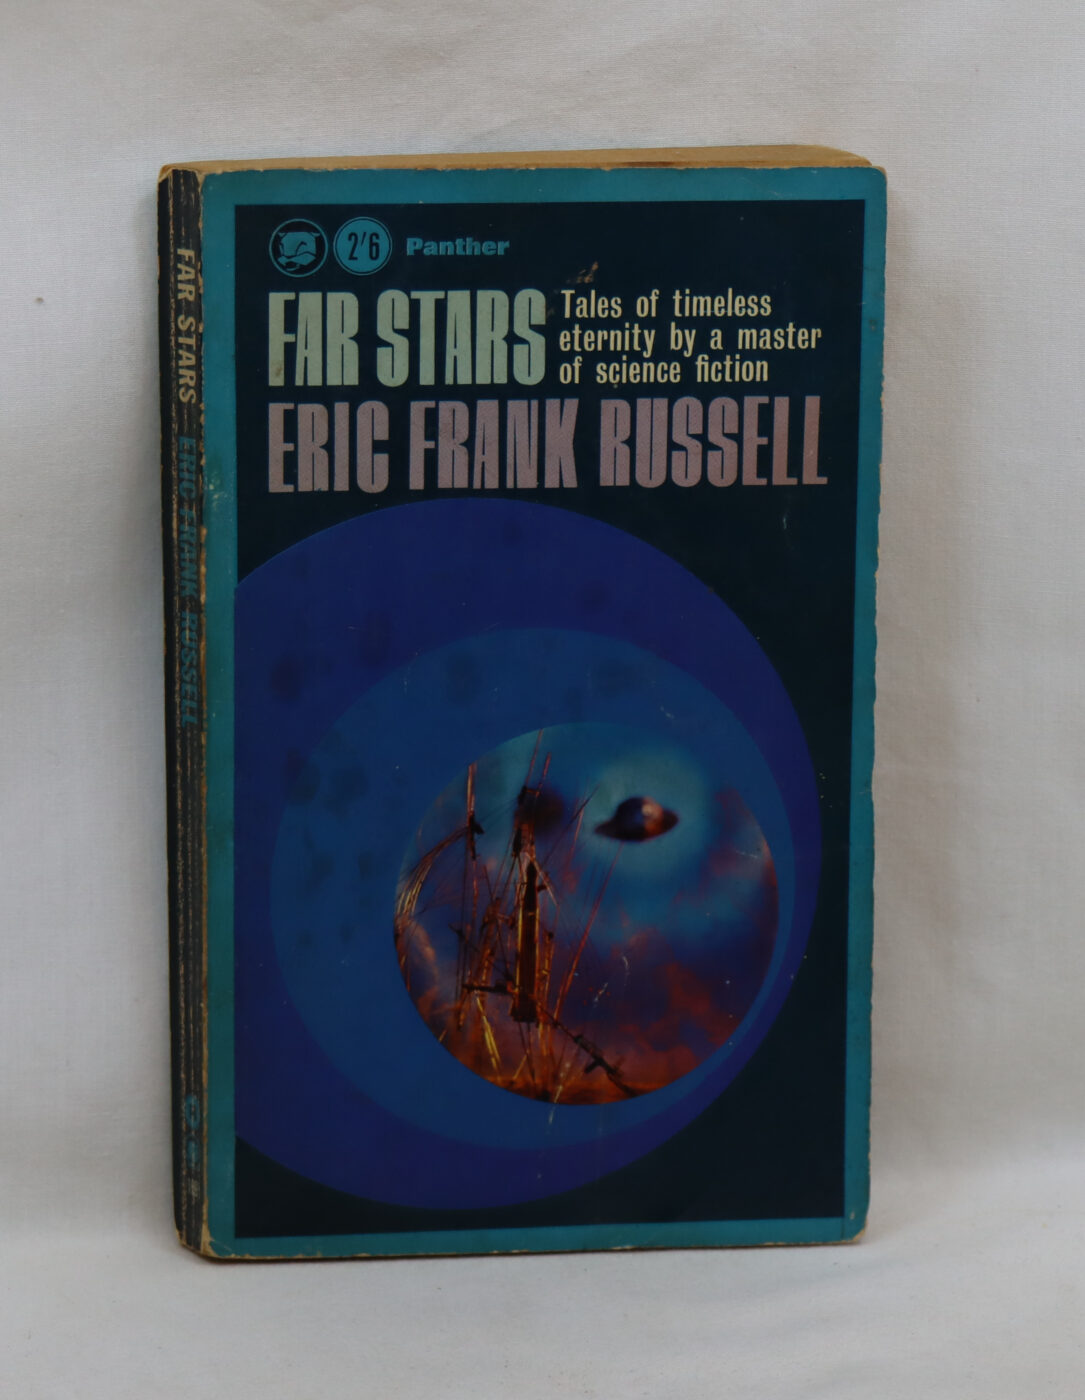 2'6 Panther
FAR STARS
Tales of timeless
eternity by a master
of science fiction
ERIC FRANK RUSSELL
FAR STARS ERIC FRANK RUSSELL